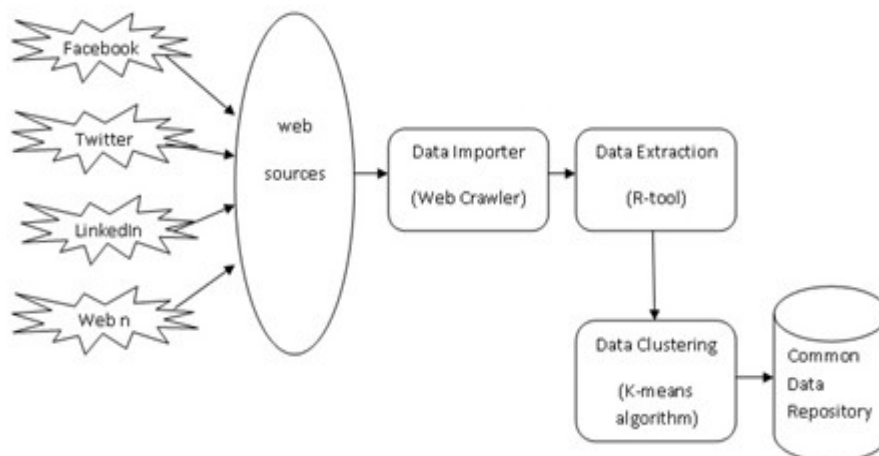 Facebook
Twitter
LinkedIn
Web n
web
sources
Data Importer
(Web Crawler)
Data Extraction
(R-tool)
Data Clustering
(K-means
algorithm)
Common
Data
Repository